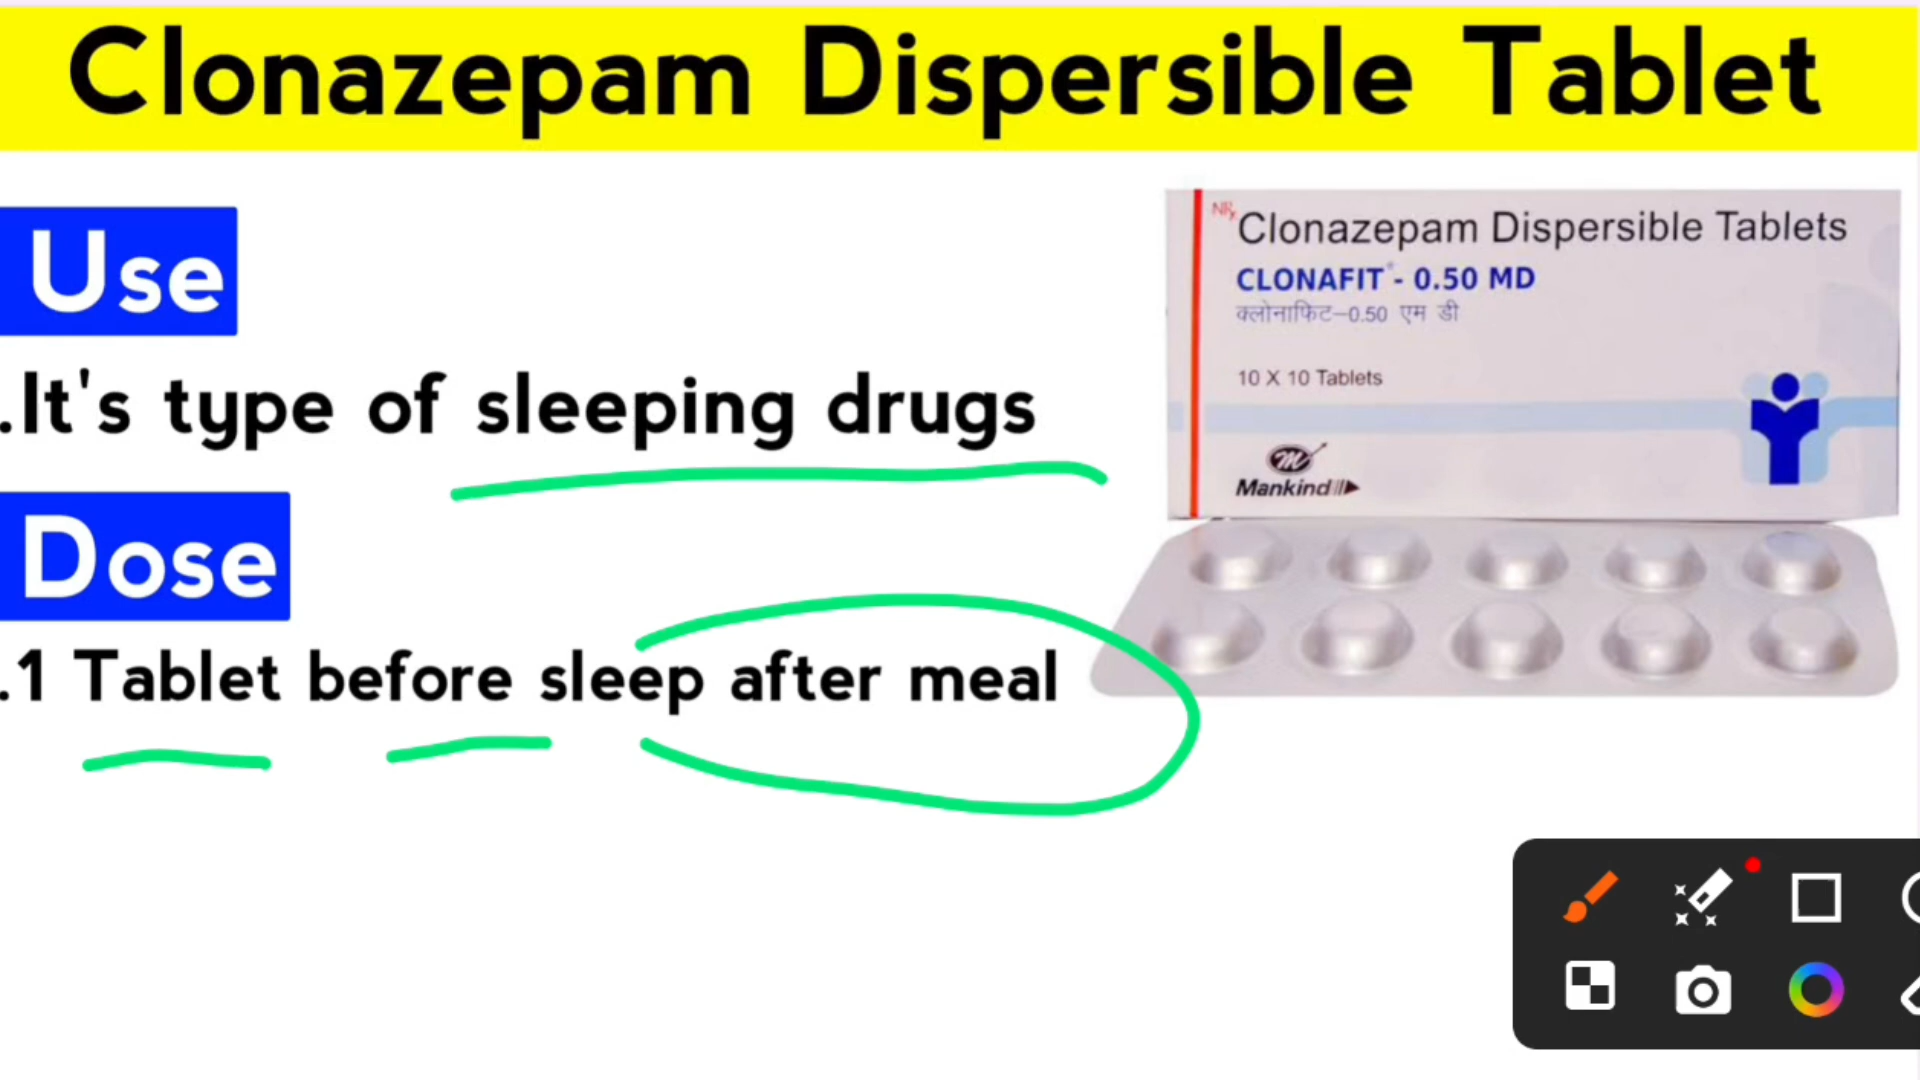 Clonazepam Dispersible Tablet
Use
.It's type of sleeping drugs
Dose
.1 Tablet before sleep after meal
NRx Clonazepam Dispersible Tablets
CLONAFIT® - 0.50 MD
क्लोनाफिट–0.50 एम डी
10 X 10 Tablets
Mankind